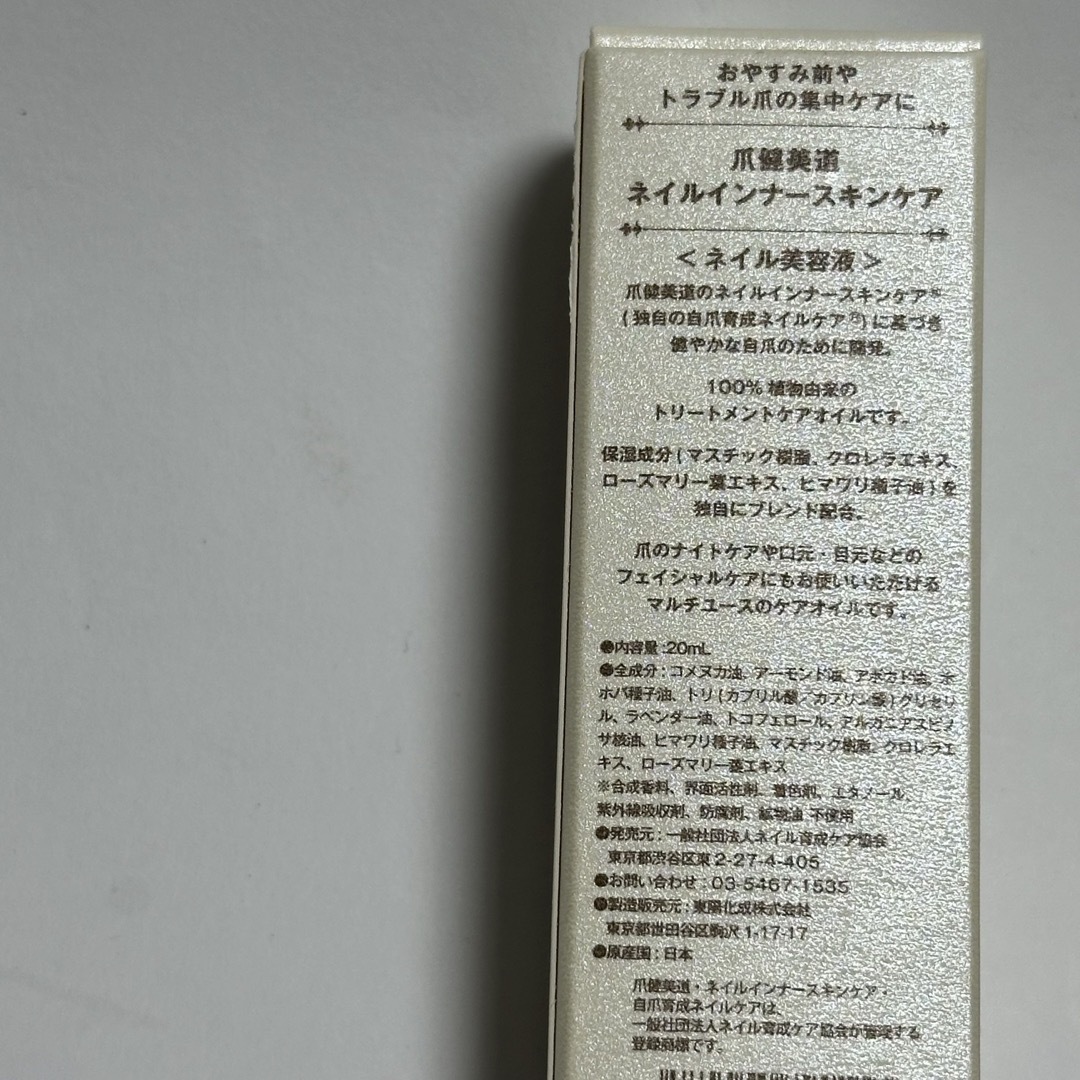 おやすみ前や
トラブル爪の集中ケアに
爪健美道
ネイルインナースキンケア
＜ネイル美容液＞
爪健美道のネイルインナースキンケア®
(独自の自爪育成ネイルケア®)に基づき
健やかな自爪のために開発。
100% 植物由来の
トリートメントケアオイルです。
保湿成分(マスチック樹脂、クロレラエキス、
ローズマリー葉エキス、ヒマワリ種子油)を
独自にブレンド配合。
爪のナイトケアや口元・目元などの
フェイシャルケアにもお使いいただける
マルチユースのケアオイルです。
●内容量:20mL
●全成分:コメヌカ油、アーモンド油、アボカド油、ホ
ホバ種子油、トリ(カプリル酸／カプリン酸)グリセリ
ル、ラベンダー油、トコフェロール、アルガニアスピノ
サ核油、ヒマワリ種子油、マスチック樹脂、クロレラエ
キス、ローズマリー葉エキス
※合成香料、界面活性剤、着色剤、エタノール、
紫外線吸収剤、防腐剤、鉱物油 不使用
●発売元:一般社団法人ネイル育成ケア協会
東京都渋谷区東2-27-4-405
●お問い合わせ:03-5467-1535
●製造販売元:東陽化成株式会社
東京都世田谷区駒沢1-17-17
●原産国:日本
爪健美道・ネイルインナースキンケア・
自爪育成ネイルケアは、
一般社団法人ネイル育成ケア協会が管理する
登録商標です。